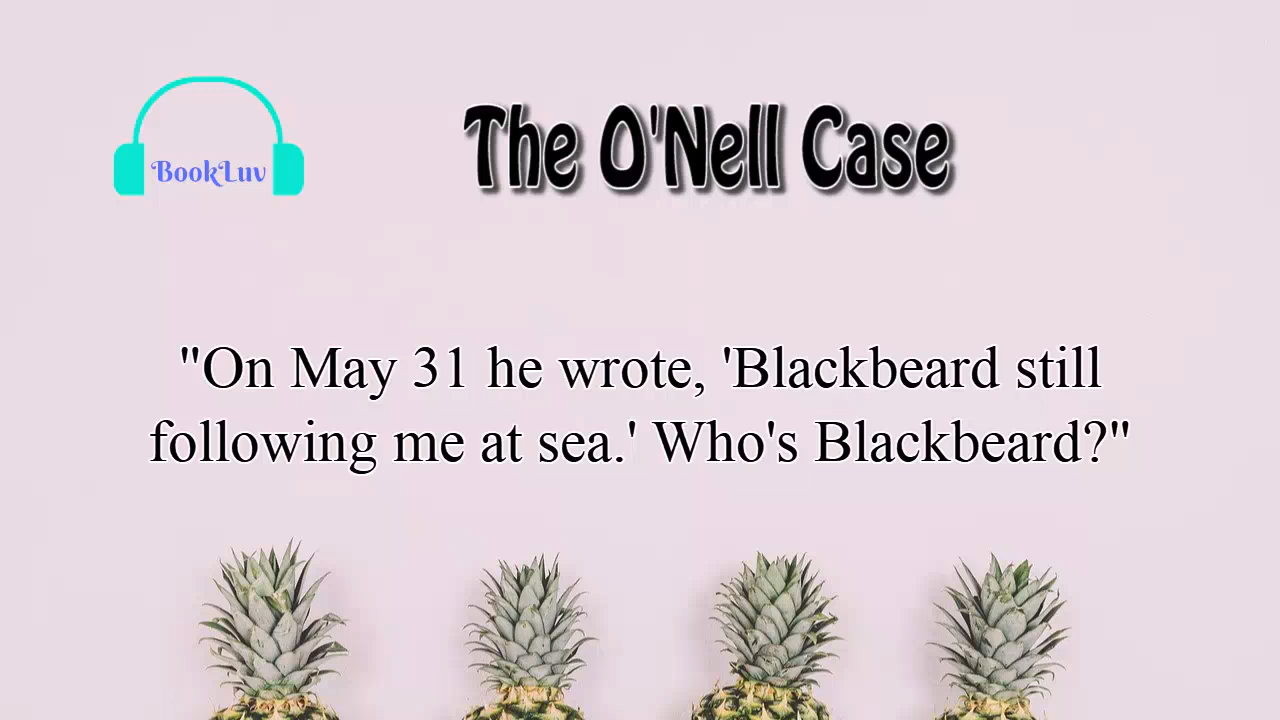 BookLuv
The O'Nell Case
"On May 31 he wrote, 'Blackbeard still
following me at sea.' Who's Blackbeard?"